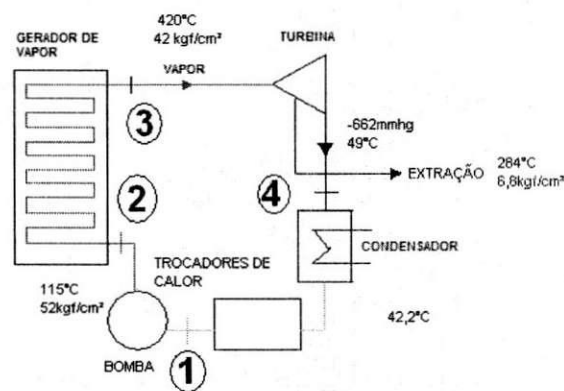 420°C
42 kgf/cm²
GERADOR DE
VAPOR
TURBINA
VAPOR
3
-662mmhg
49°C
284°C
EXTRAÇÃO
6,8kgf/cm²
4
2
CONDENSADOR
TROCADORES DE
CALOR
115°C
52kgf/cm²
42,2°C
1
BOMBA